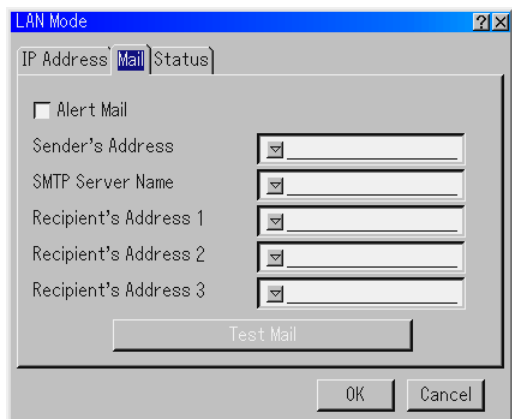 LAN Mode
IP Address Mail Status
Alert Mail
Sender's Address
SMTP Server Name
Recipient's Address 1
Recipient's Address 2
Recipient's Address 3
Test Mail
OK Cancel